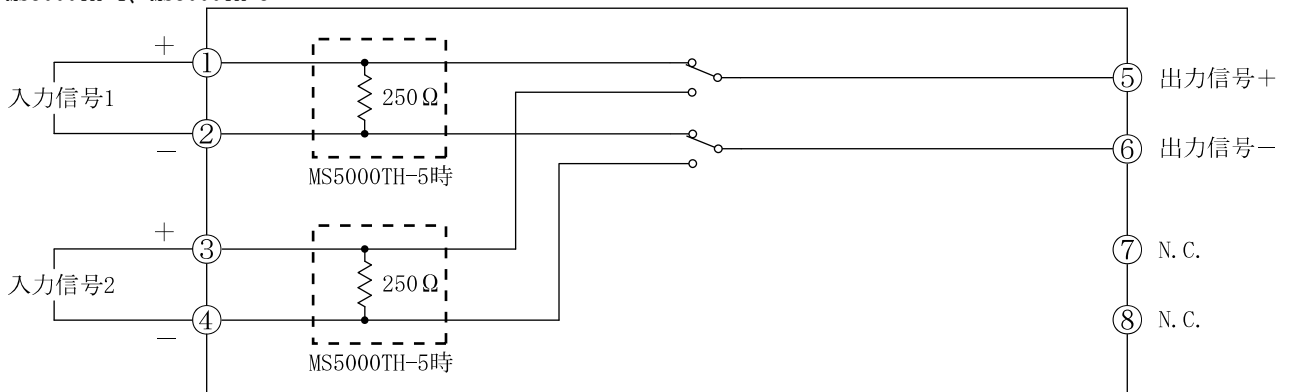 +
①
入力信号1
250Ω
②
−
MS5000TH-5時
+
③
入力信号2
250Ω
④
−
MS5000TH-5時
⑤ 出力信号+
⑥ 出力信号−
⑦ N.C.
⑧ N.C.